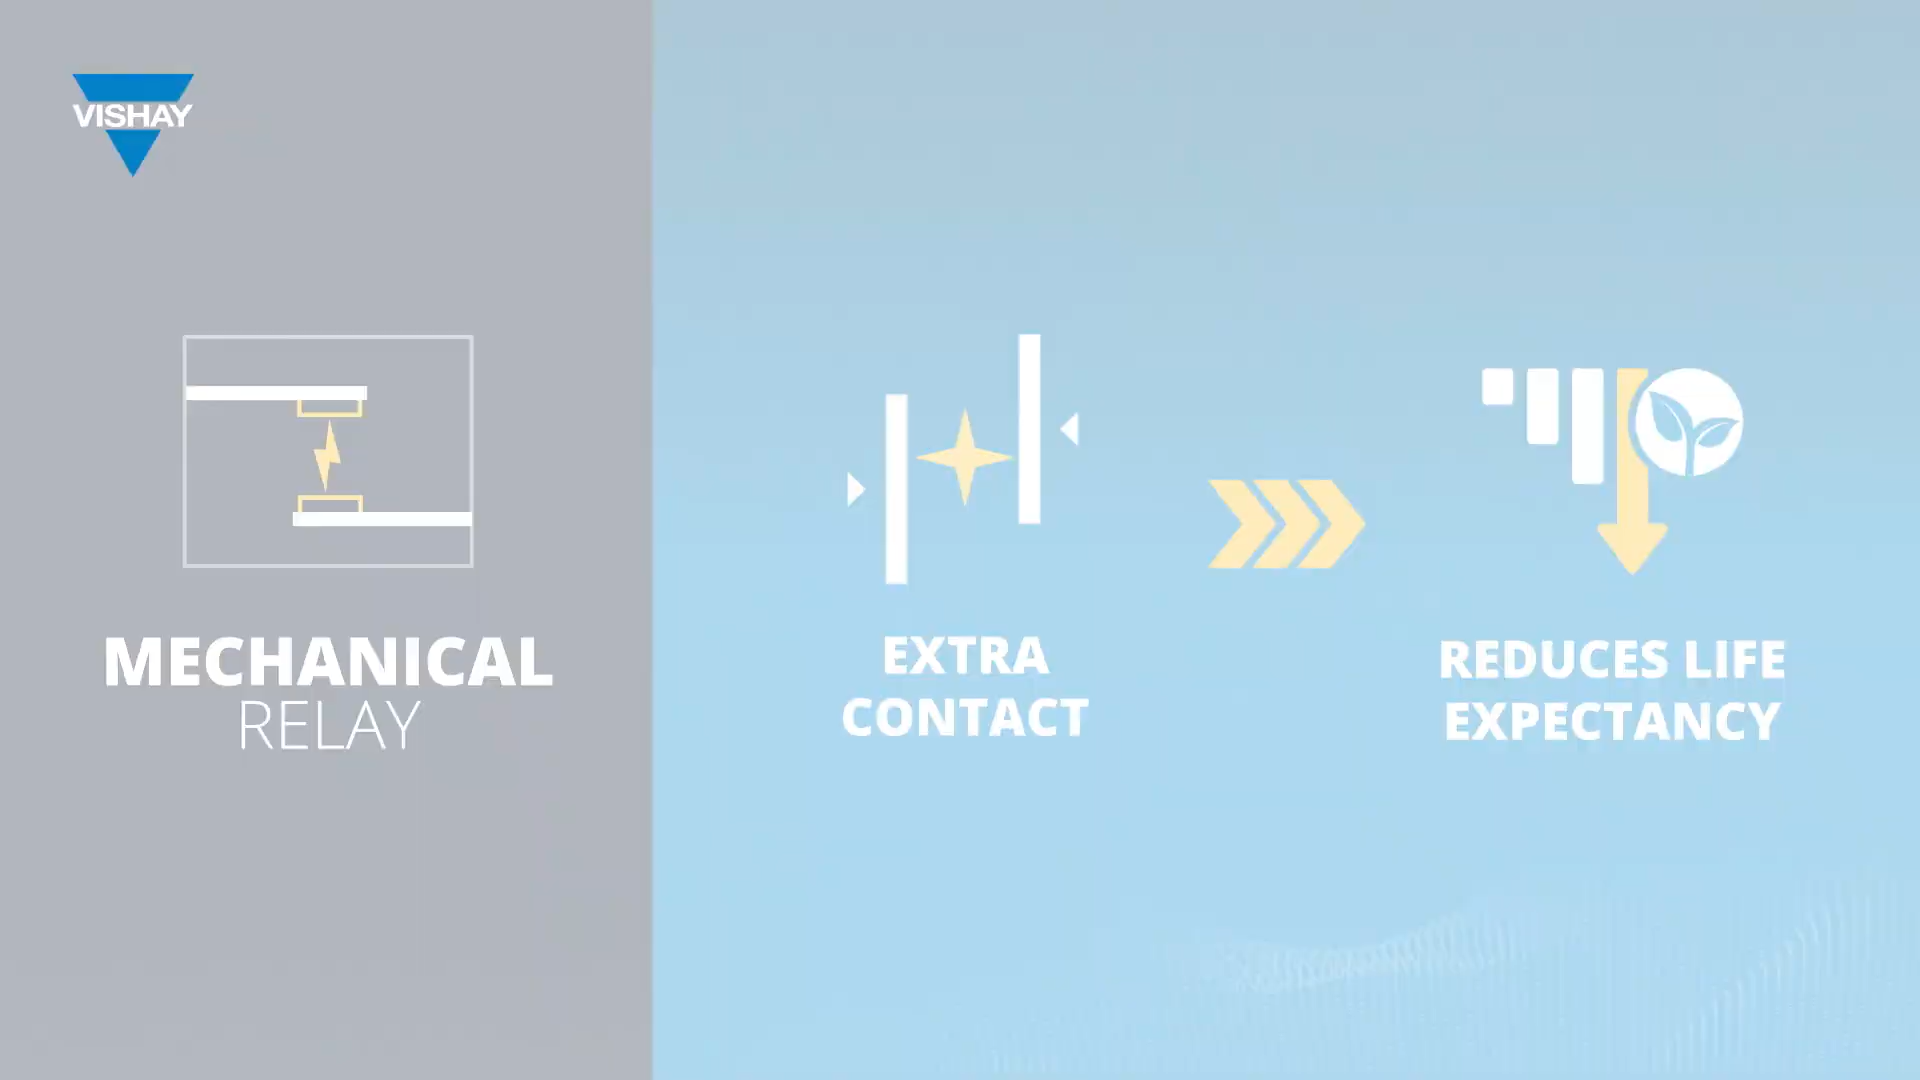 VISHAY
MECHANICAL
RELAY
EXTRA
CONTACT
REDUCES LIFE
EXPECTANCY